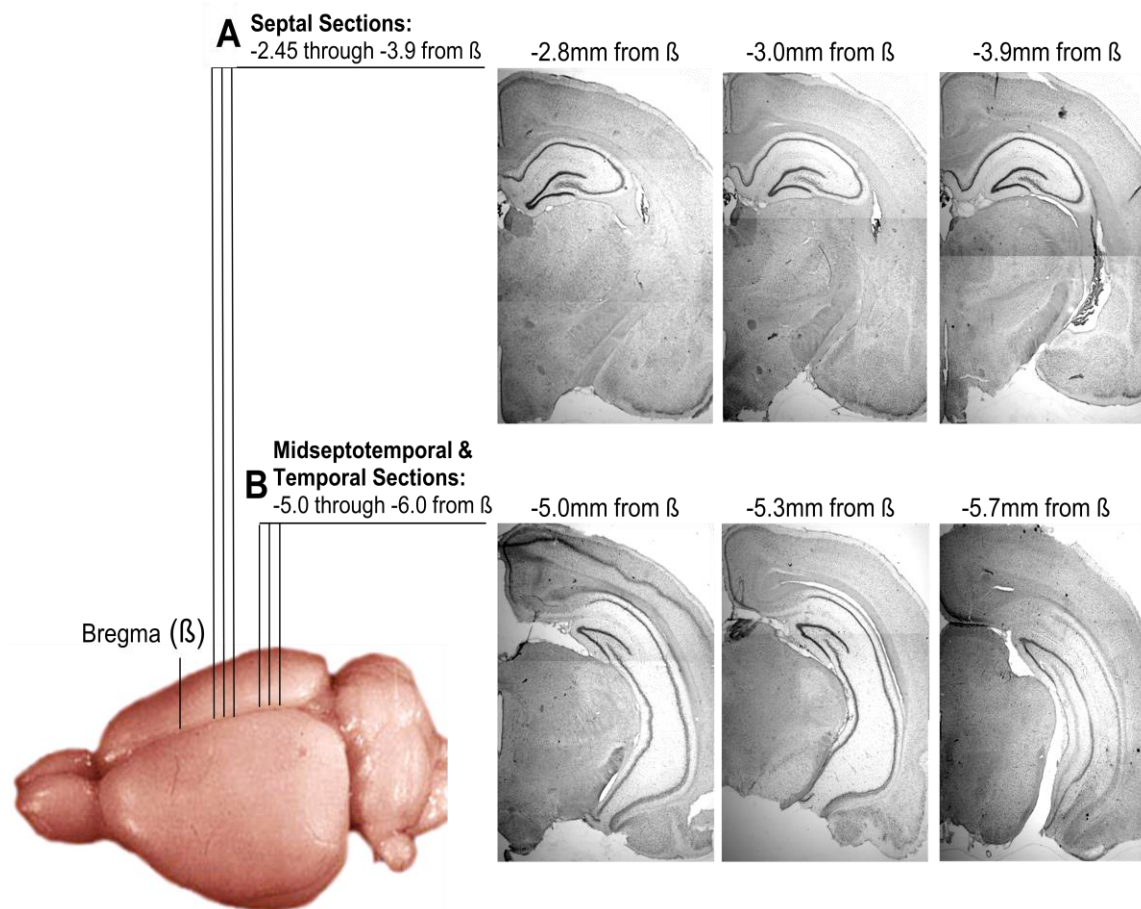 A
Septal Sections:
-2.45 through -3.9 from ß
-2.8mm from ß
-3.0mm from ß
-3.9mm from ß
B
Midseptotemporal &
Temporal Sections:
-5.0 through -6.0 from ß
-5.0mm from ß
-5.3mm from ß
-5.7mm from ß
Bregma (ß)